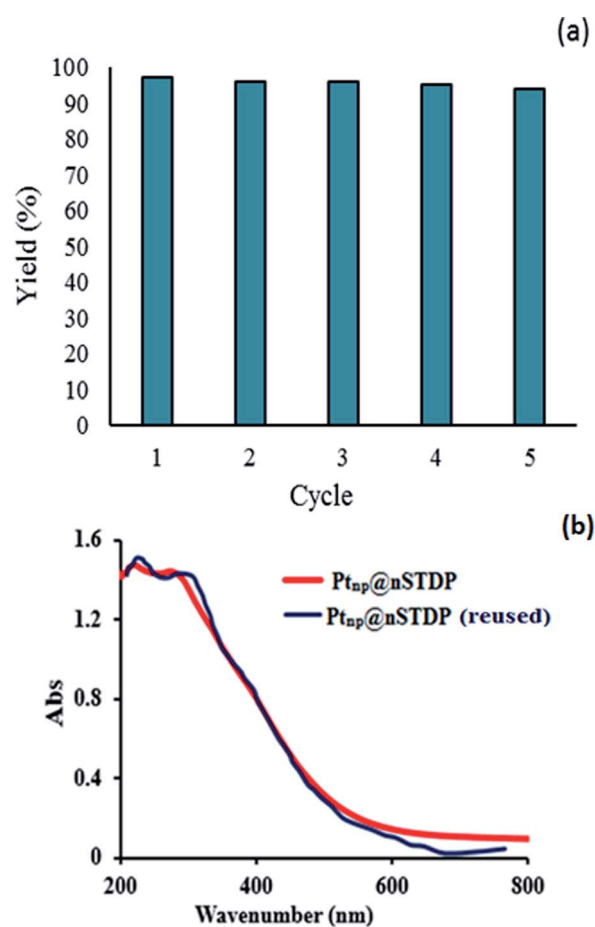 (a)
100
90
80
70
60
50
40
30
20
10
0
Yield (%)
1 2 3 4 5
Cycle
(b)
1.6
1.2
0.8
0.4
0
Abs
Ptnp@nSTDP
Ptnp@nSTDP (reused)
200 400 600 800
Wavenumber (nm)